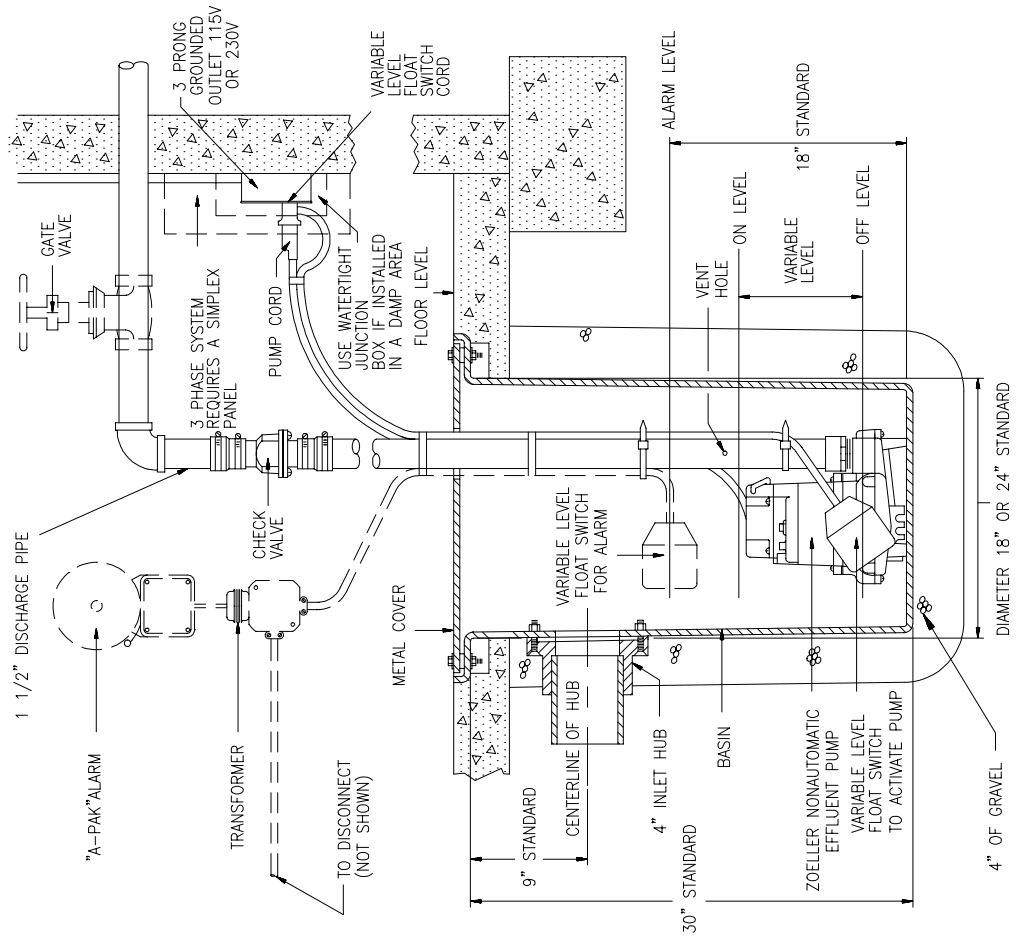 1 1/2" DISCHARGE PIPE
"A-PAK"ALARM
TRANSFORMER
TO DISCONNECT
(NOT SHOWN)
CHECK
VALVE
GATE
VALVE
3 PHASE SYSTEM
REQUIRES A SIMPLEX
PANEL
PUMP CORD
3 PRONG
GROUNDED
OUTLET 115V
OR 230V
VARIABLE
LEVEL
FLOAT
SWITCH
CORD
USE WATERTIGHT
JUNCTION
BOX IF INSTALLED
IN A DAMP AREA
FLOOR LEVEL
METAL COVER
9" STANDARD
30" STANDARD
CENTERLINE OF HUB
4" INLET HUB
BASIN
VARIABLE LEVEL
FLOAT SWITCH
FOR ALARM
ZOELLER NONAUTOMATIC
EFFLUENT PUMP
VARIABLE LEVEL
FLOAT SWITCH
TO ACTIVATE PUMP
4" OF GRAVEL
VENT
HOLE
ALARM LEVEL
ON LEVEL
VARIABLE
LEVEL
OFF LEVEL
18" STANDARD
DIAMETER 18" OR 24" STANDARD